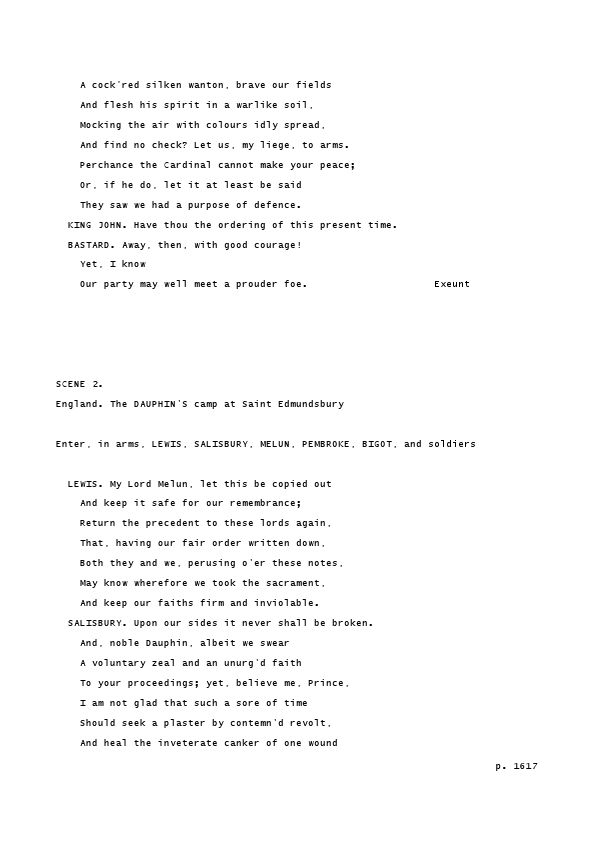 A cock'red silken wanton, brave our fields
And flesh his spirit in a warlike soil,
Mocking the air with colours idly spread,
And find no check? Let us, my liege, to arms.
Perchance the Cardinal cannot make your peace;
Or, if he do, let it at least be said
They saw we had a purpose of defence.
KING JOHN. Have thou the ordering of this present time.
BASTARD. Away, then, with good courage!
Yet, I know
Our party may well meet a prouder foe. Exeunt
SCENE 2.
England. The DAUPHIN'S camp at Saint Edmundsbury
Enter, in arms, LEWIS, SALISBURY, MELUN, PEMBROKE, BIGOT, and soldiers
LEWIS. My Lord Melun, let this be copied out
And keep it safe for our remembrance;
Return the precedent to these lords again,
That, having our fair order written down,
Both they and we, perusing o'er these notes,
May know wherefore we took the sacrament,
And keep our faiths firm and inviolable.
SALISBURY. Upon our sides it never shall be broken.
And, noble Dauphin, albeit we swear
A voluntary zeal and an unurg'd faith
To your proceedings; yet, believe me, Prince,
I am not glad that such a sore of time
Should seek a plaster by contemn'd revolt,
And heal the inveterate canker of one wound
p. 1617